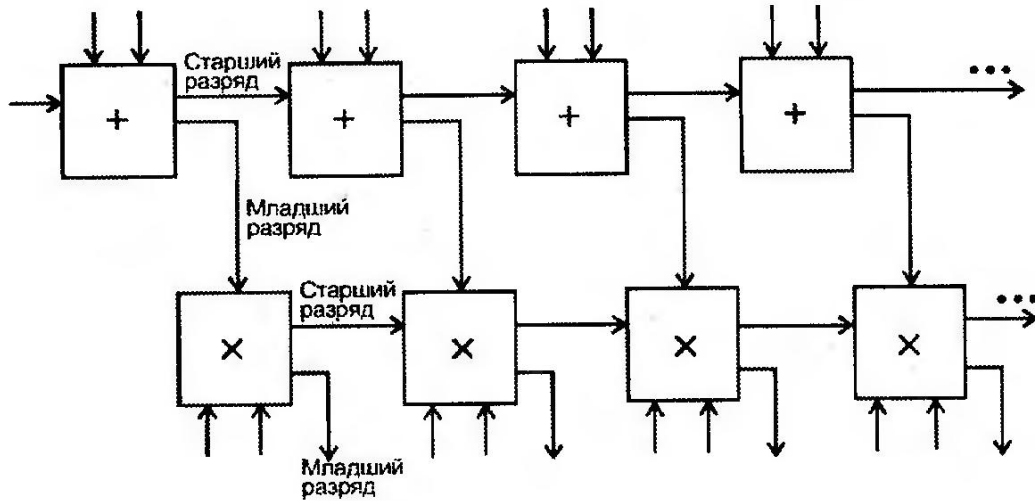 Старший
разряд
•••
+
+
+
+
Младший
разряд
Старший
разряд
•••
×
×
×
×
Младший
разряд